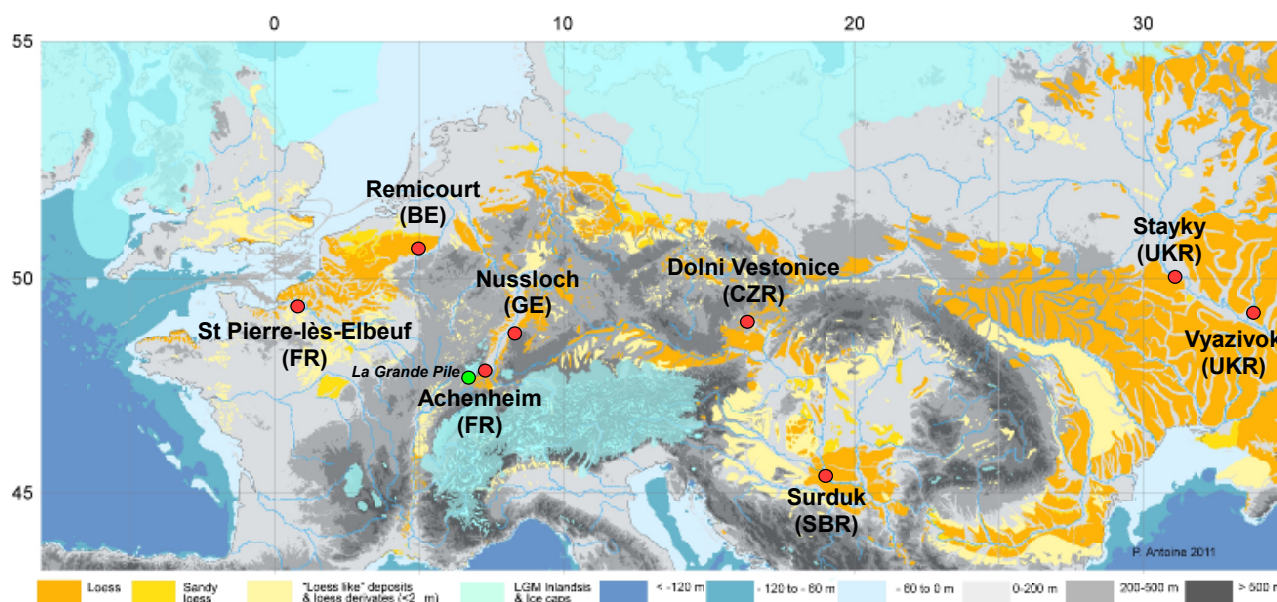 0 10 20 30
55
50
45
Remicourt
(BE)
Nussloch
(GE)
Dolni Vestonice
(CZR)
Stayky
(UKR)
Vyazivok
(UKR)
St Pierre-lès-Elbeuf
(FR)
La Grande Pile
Achenheim
(FR)
Surduk
(SBR)
P. Antoine 2011
Loess
Sandy
loess
"Loess like" deposits
& loess derivates (<2 m)
LGM Inlandsis
& Ice caps
< -120 m
- 120 to - 60 m
- 60 to 0 m
0-200 m
200-500 m
> 500 m